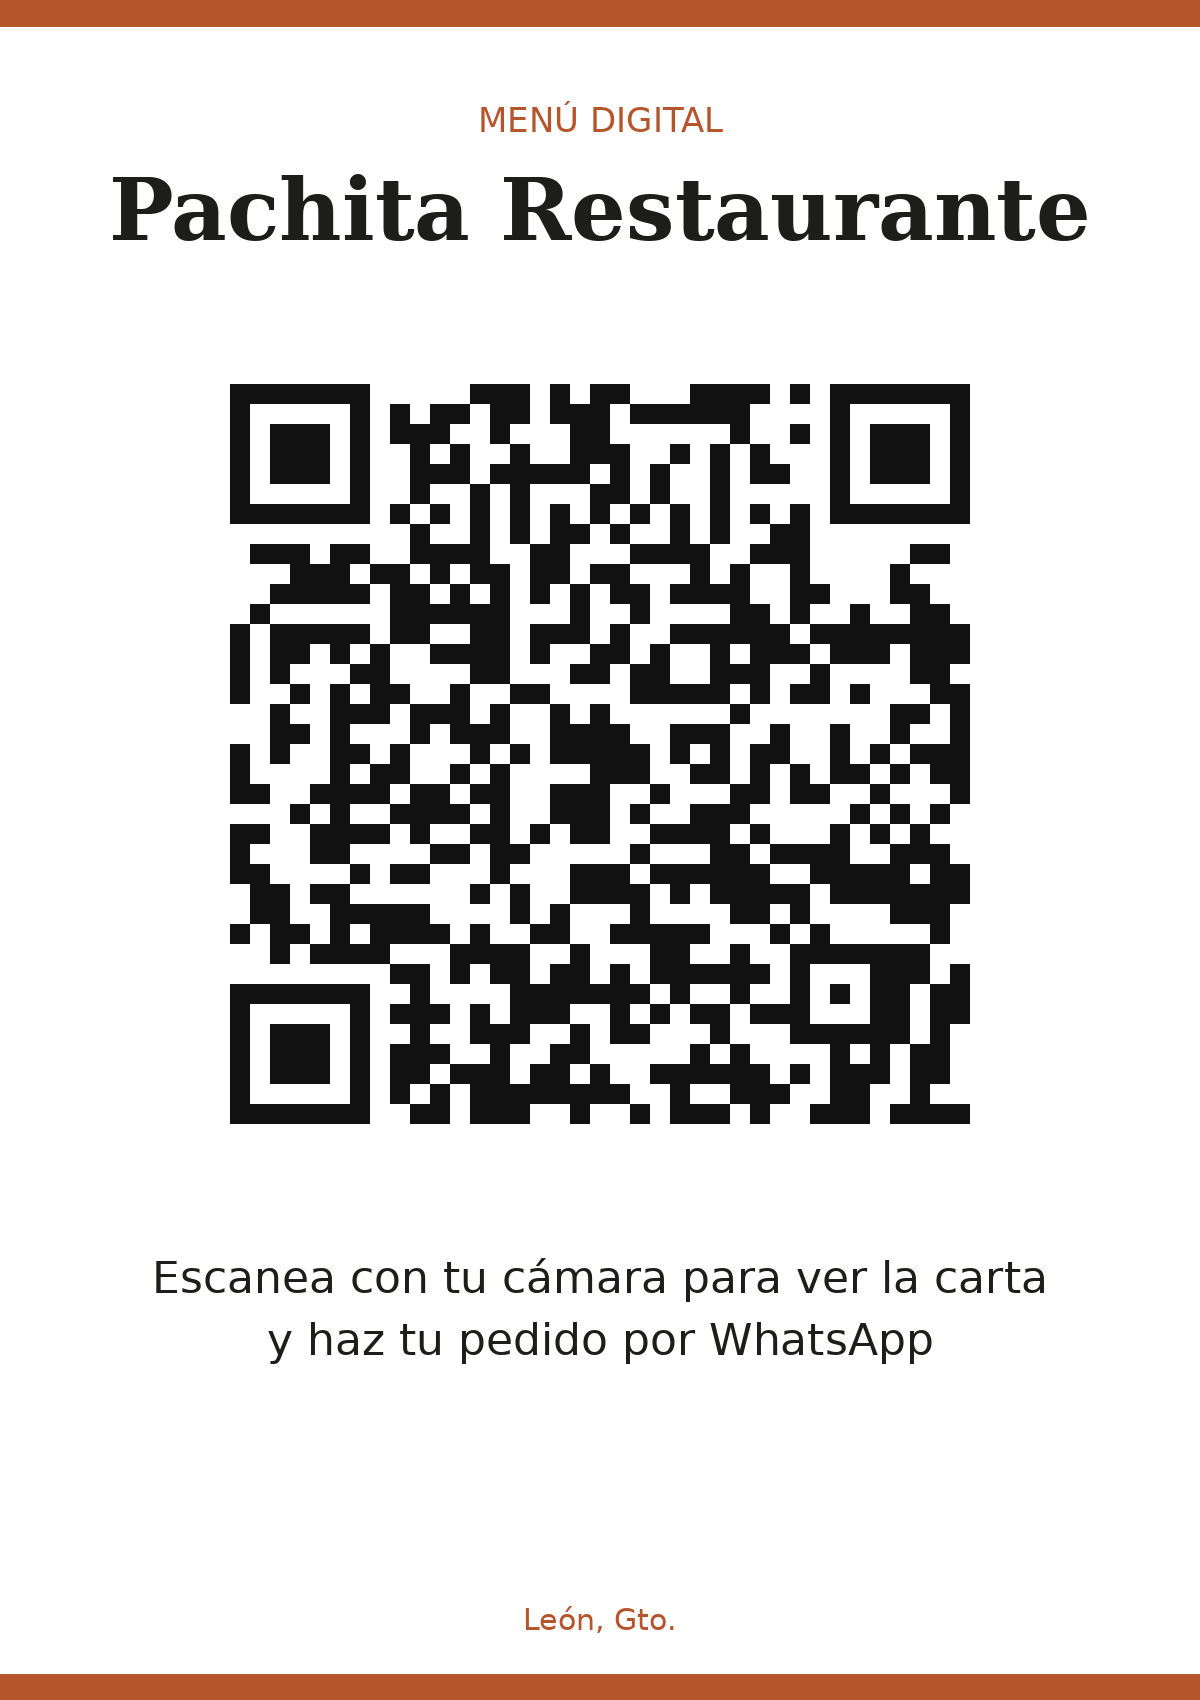 MENÚ DIGITAL
Pachita Restaurante
Escanea con tu cámara para ver la carta
y haz tu pedido por WhatsApp
León, Gto.